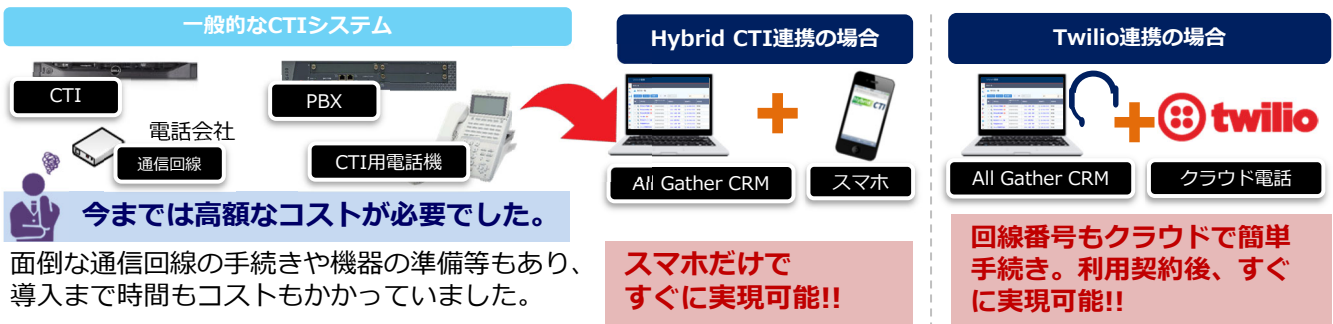 一般的なCTIシステム
CTI
PBX
電話会社
通信回線
CTI用電話機
今までは高額なコストが必要でした。
面倒な通信回線の手続きや機器の準備等もあり、
導入まで時間もコストもかかっていました。
Hybrid CTI連携の場合
CTI
All Gather CRM
スマホ
スマホだけで
すぐに実現可能!!
Twilio連携の場合
twilio
All Gather CRM
クラウド電話
回線番号もクラウドで簡単
手続き。利用契約後、すぐ
に実現可能!!